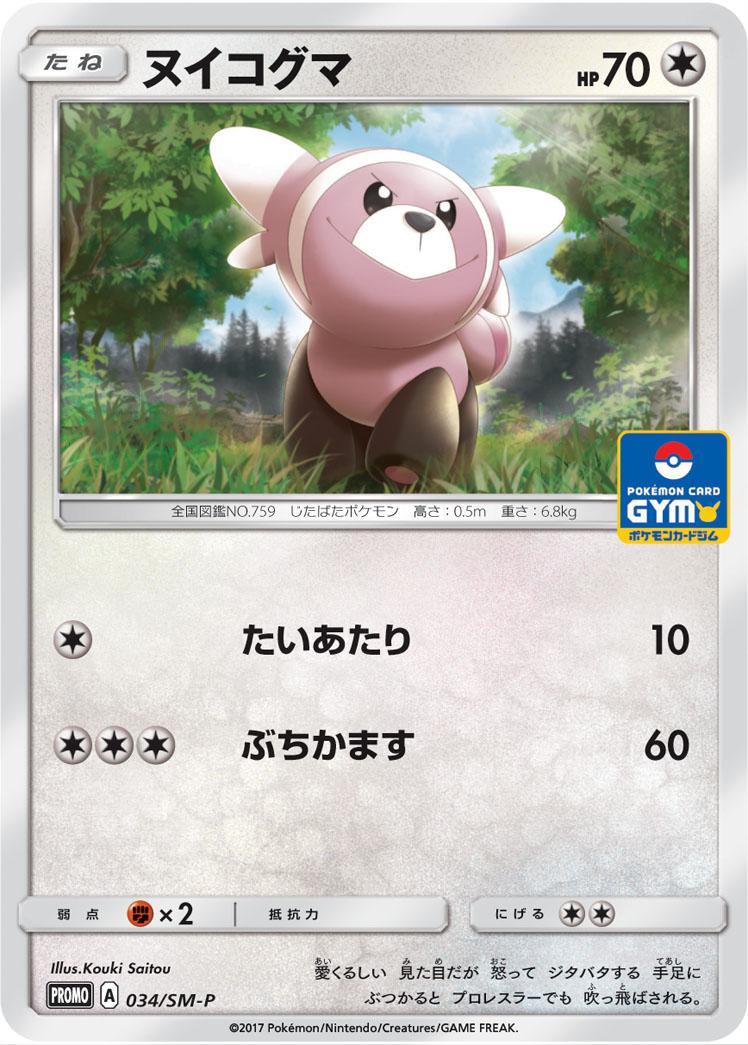 たね ヌイコグマ HP70
POKÉMON CARD
GYM
ポケモンカードジム
全国図鑑NO.759 じたばたポケモン 高さ:0.5m 重さ:6.8kg
たいあたり 10
ぶちかます 60
弱点 ×2 抵抗力 にげる
Illus.Kouki Saitou
愛くるしい 見た目だが 怒って ジタバタする 手足に
ぶつかると プロレスラーでも 吹っ飛ばされる。
PROMO A 034/SM-P
©2017 Pokémon/Nintendo/Creatures/GAME FREAK.